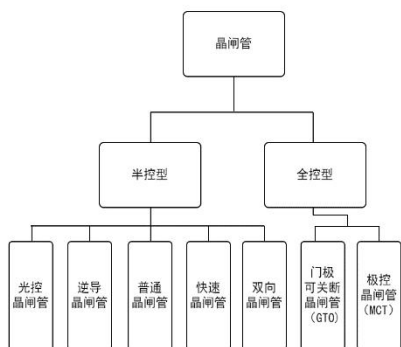 晶闸管
半控型
全控型
光控
晶闸管
逆导
晶闸管
普通
晶闸管
快速
晶闸管
双向
晶闸管
门极
可关断
晶闸管
(GTO)
极控
晶闸管
(MCT)